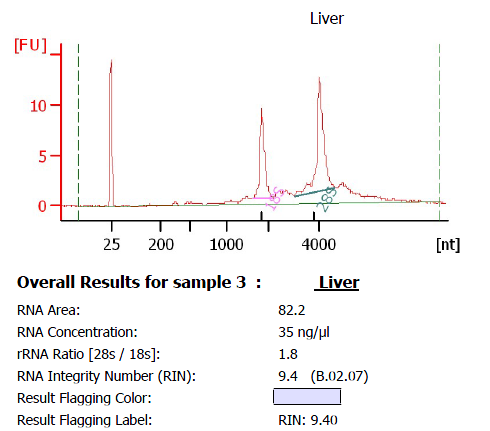 Liver
[FU]
10
5
0
18S
28S
25 200 1000 4000 [nt]
Overall Results for sample 3 : Liver
RNA Area: 82.2
RNA Concentration: 35 ng/µl
rRNA Ratio [28s / 18s]: 1.8
RNA Integrity Number (RIN): 9.4 (B.02.07)
Result Flagging Color:
Result Flagging Label: RIN: 9.40